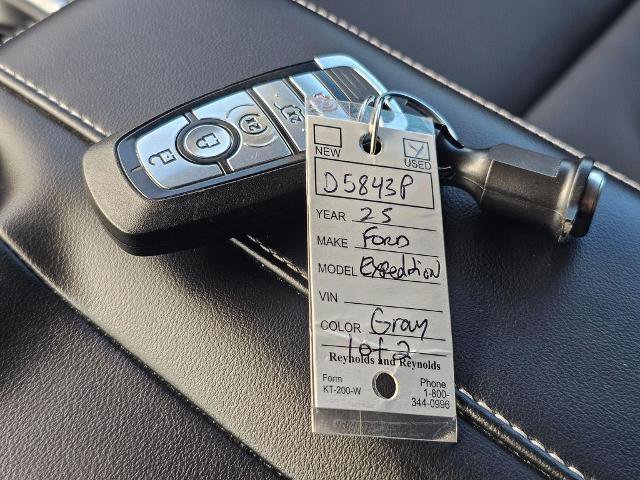 NEW
USED
D5843P
YEAR 25
MAKE FORD
MODEL Expedition
VIN
COLOR Gray
1 of 2
Reynolds and Reynolds
Form
KT-200-W
Phone
1-800-
344-0996